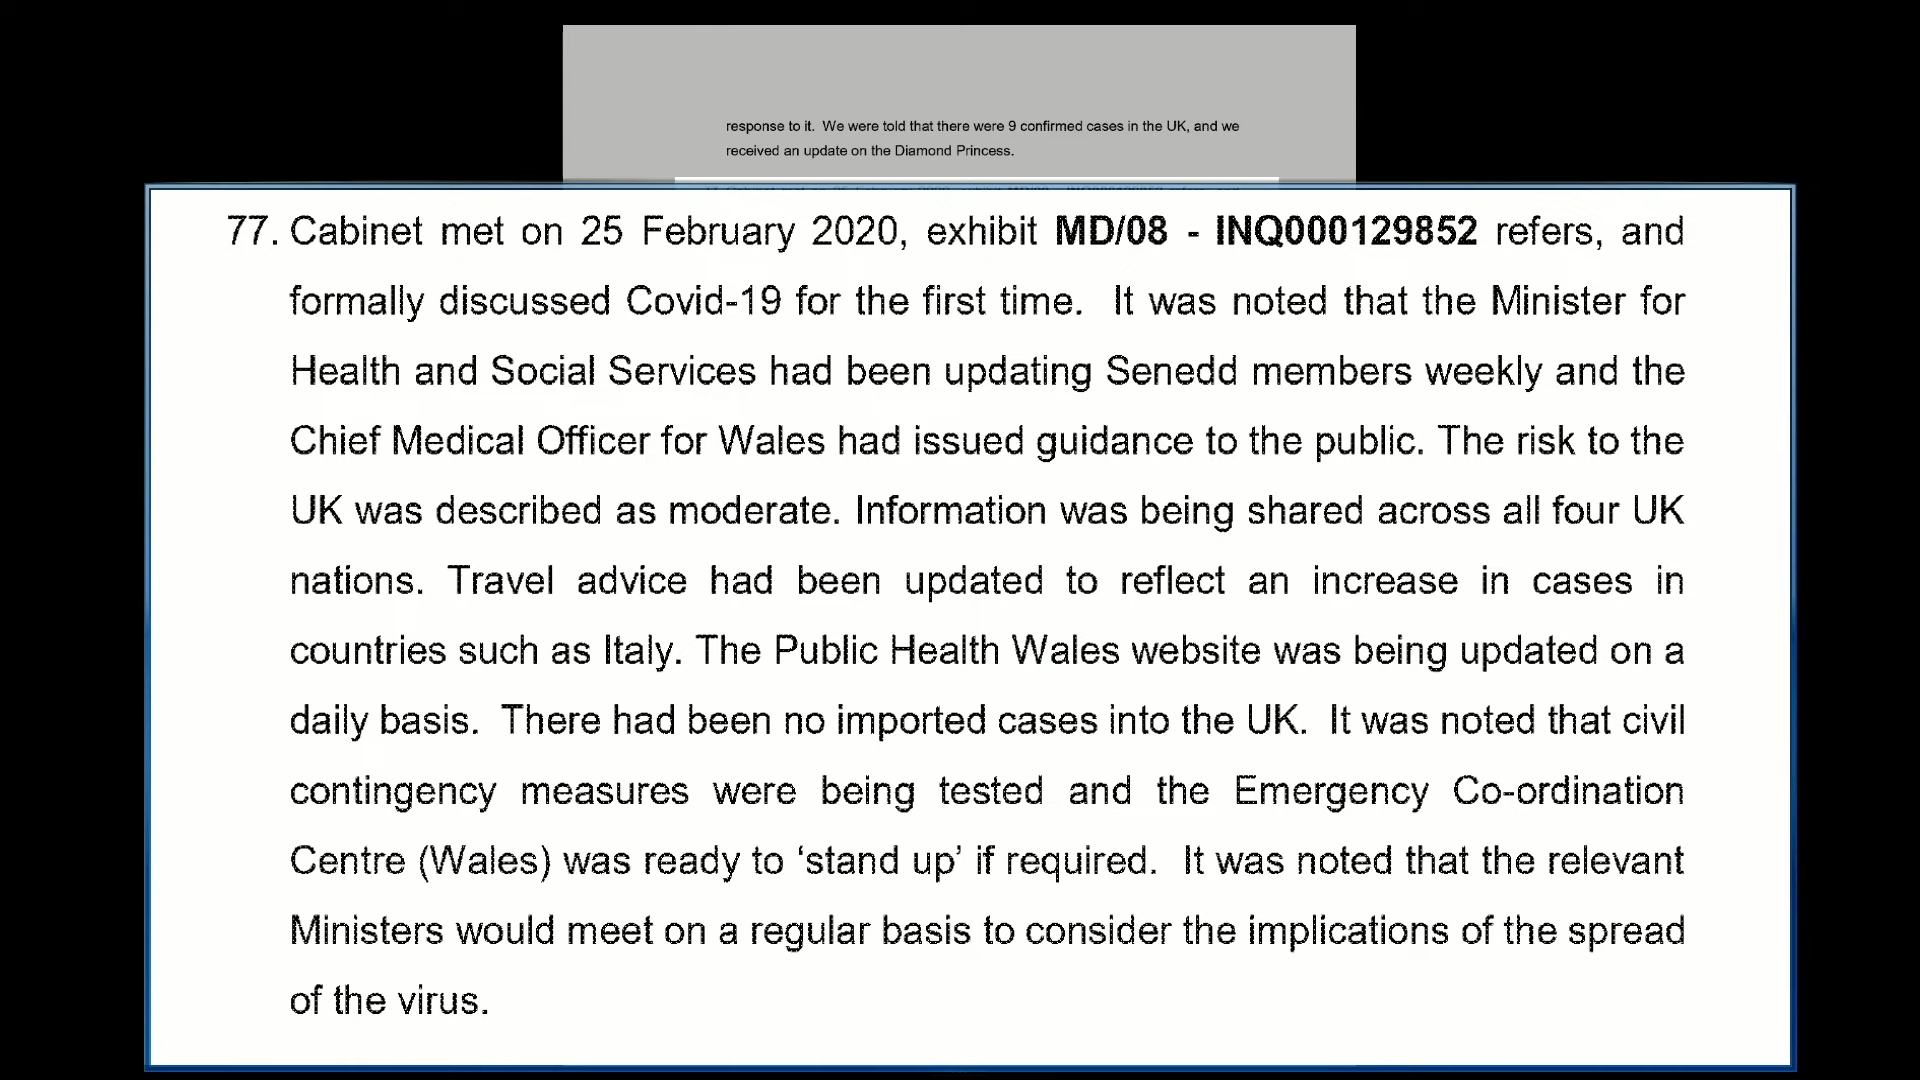 response to it. We were told that there were 9 confirmed cases in the UK, and we
received an update on the Diamond Princess.
77. Cabinet met on 25 February 2020, exhibit MD/08 - INQ000129852 refers, and
formally discussed Covid-19 for the first time. It was noted that the Minister for
Health and Social Services had been updating Senedd members weekly and the
Chief Medical Officer for Wales had issued guidance to the public. The risk to the
UK was described as moderate. Information was being shared across all four UK
nations. Travel advice had been updated to reflect an increase in cases in
countries such as Italy. The Public Health Wales website was being updated on a
daily basis. There had been no imported cases into the UK. It was noted that civil
contingency measures were being tested and the Emergency Co-ordination
Centre (Wales) was ready to ‘stand up’ if required. It was noted that the relevant
Ministers would meet on a regular basis to consider the implications of the spread
of the virus.